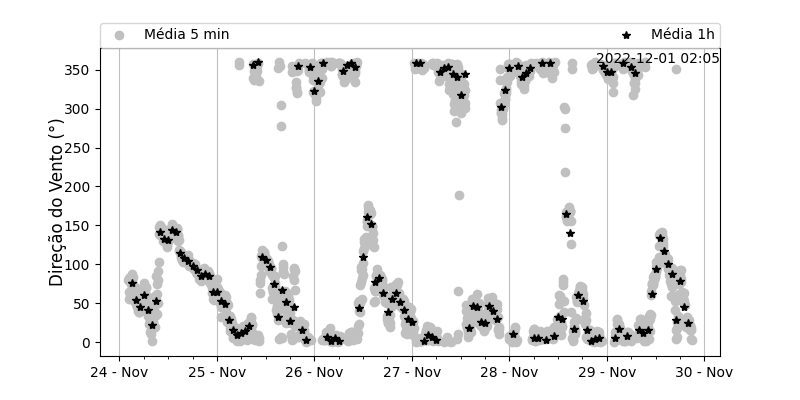 Média 5 min
Média 1h
2022-12-01 02:05
Direção do Vento (°)
350
300
250
200
150
100
50
0
24 - Nov
25 - Nov
26 - Nov
27 - Nov
28 - Nov
29 - Nov
30 - Nov